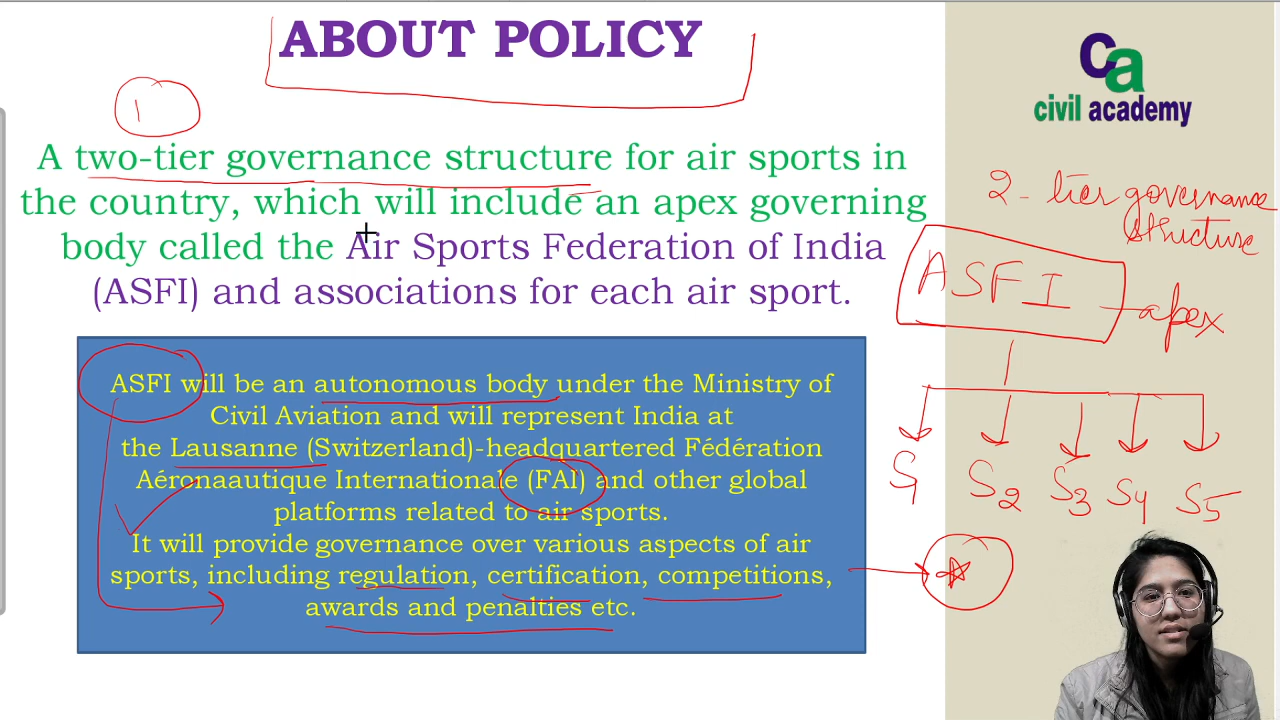 ABOUT POLICY
ca
civil academy
1
A two-tier governance structure for air sports in
the country, which will include an apex governing
body called the Air Sports Federation of India
(ASFI) and associations for each air sport.
2 - tier governance
structure
ASFI
apex
S1 S2 S3 S4 S5
ASFI will be an autonomous body under the Ministry of
Civil Aviation and will represent India at
the Lausanne (Switzerland)-headquartered Fédération
Aéronaautique Internationale (FAI) and other global
platforms related to air sports.
It will provide governance over various aspects of air
sports, including regulation, certification, competitions,
awards and penalties etc.